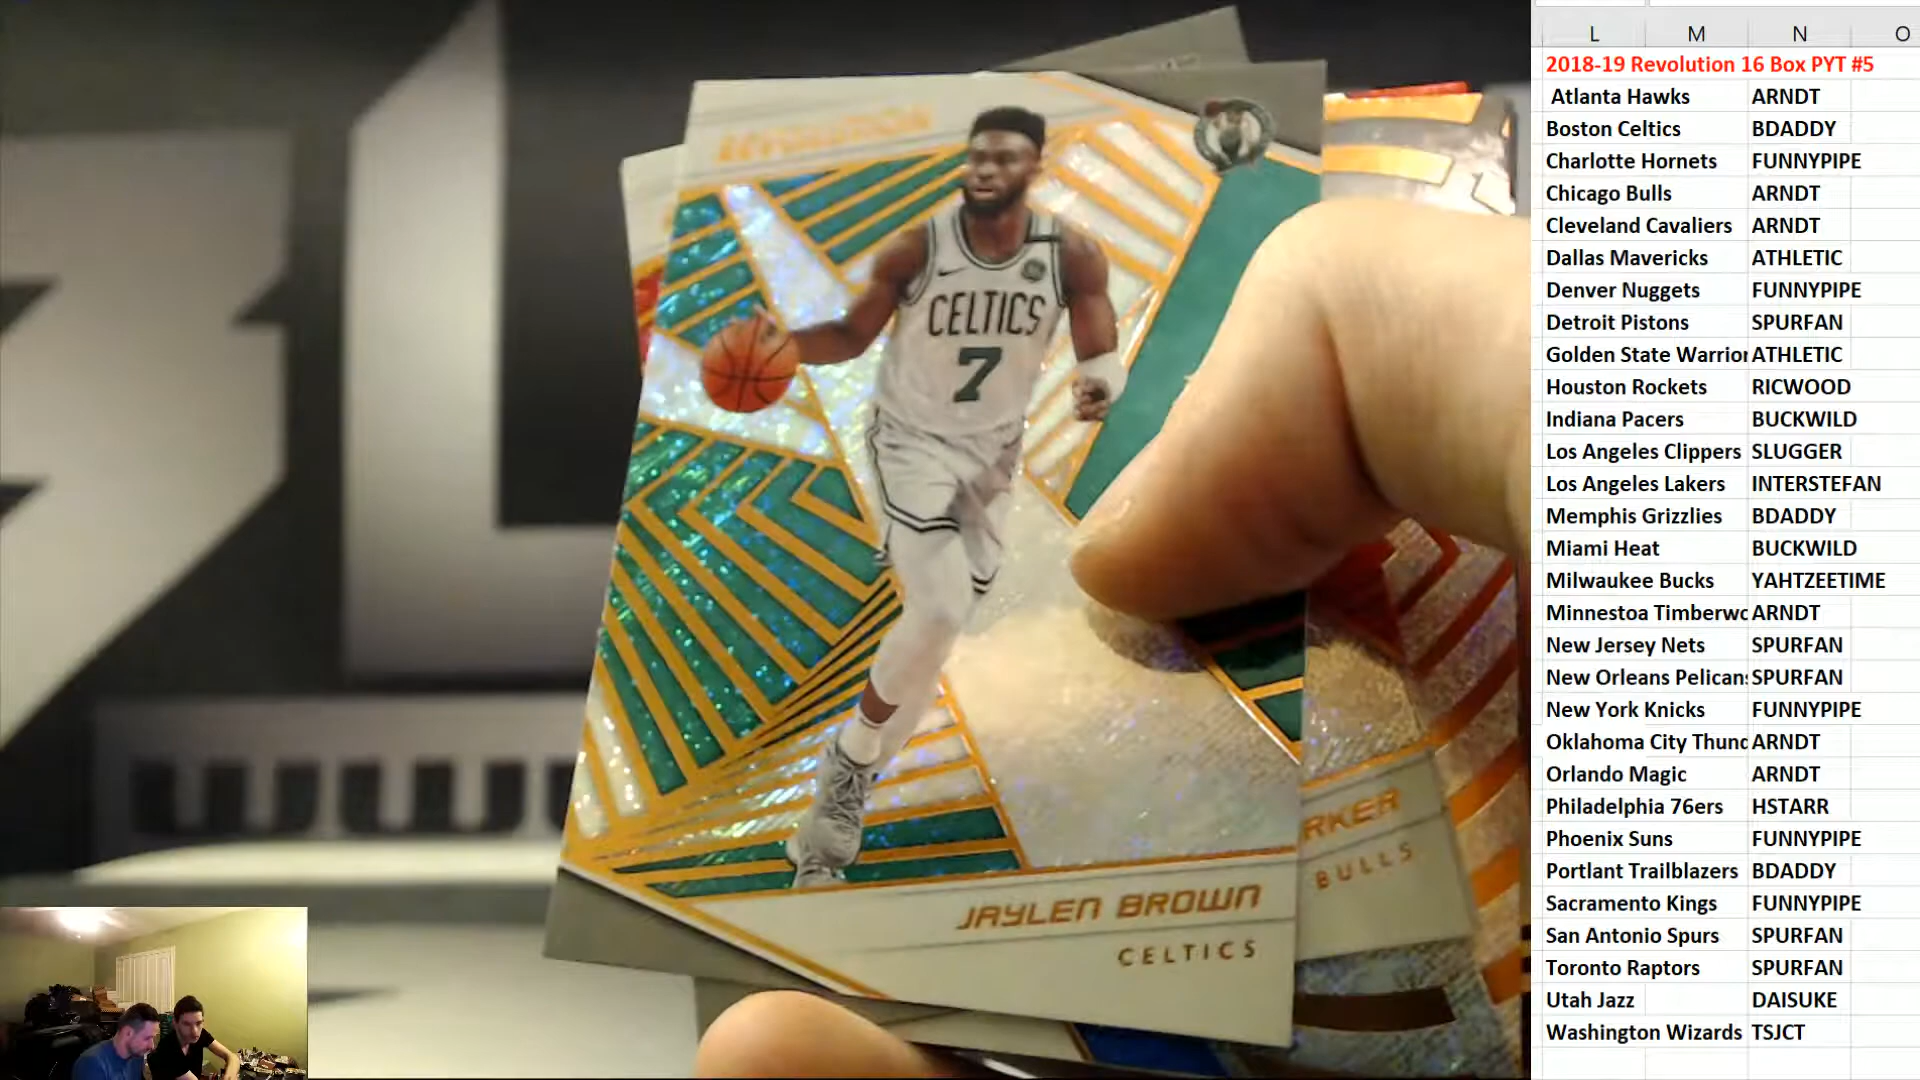 REVOLUTION
CELTICS
7
JAYLEN BROWN
CELTICS
RKER
BULLS
L M N O
2018-19 Revolution 16 Box PYT #5
Atlanta Hawks ARNDT
Boston Celtics BDADDY
Charlotte Hornets FUNNYPIPE
Chicago Bulls ARNDT
Cleveland Cavaliers ARNDT
Dallas Mavericks ATHLETIC
Denver Nuggets FUNNYPIPE
Detroit Pistons SPURFAN
Golden State Warrior ATHLETIC
Houston Rockets RICWOOD
Indiana Pacers BUCKWILD
Los Angeles Clippers SLUGGER
Los Angeles Lakers INTERSTEFAN
Memphis Grizzlies BDADDY
Miami Heat BUCKWILD
Milwaukee Bucks YAHTZEETIME
Minnestoa Timberwo ARNDT
New Jersey Nets SPURFAN
New Orleans Pelicans SPURFAN
New York Knicks FUNNYPIPE
Oklahoma City Thund ARNDT
Orlando Magic ARNDT
Philadelphia 76ers HSTARR
Phoenix Suns FUNNYPIPE
Portlant Trailblazers BDADDY
Sacramento Kings FUNNYPIPE
San Antonio Spurs SPURFAN
Toronto Raptors SPURFAN
Utah Jazz DAISUKE
Washington Wizards TSJCT